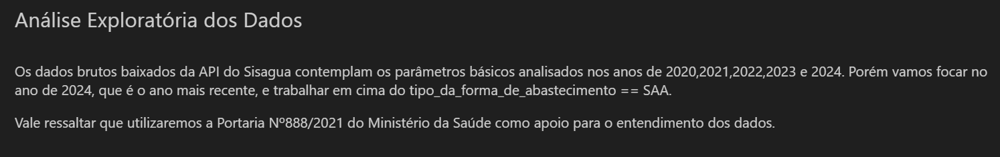 Análise Exploratória dos Dados
Os dados brutos baixados da API do Sisagua contemplam os parâmetros básicos analisados nos anos de 2020,2021,2022,2023 e 2024. Porém vamos focar no
ano de 2024, que é o ano mais recente, e trabalhar em cima do tipo_da_forma_de_abastecimento == SAA.
Vale ressaltar que utilizaremos a Portaria Nº888/2021 do Ministério da Saúde como apoio para o entendimento dos dados.